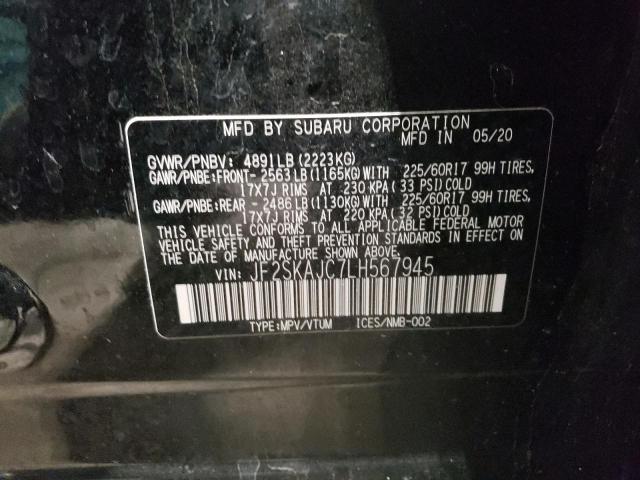 MFD BY SUBARU CORPORATION
MFD IN 05/20
GVWR/PNBV: 4891LB(2223KG)
GAWR/PNBE:FRONT- 2563LB(1165KG)WITH 225/60R17 99H TIRES,
17X7J RIMS AT 230 KPA(33 PSI)COLD
GAWR/PNBE:REAR - 2486LB(1130KG)WITH 225/60R17 99H TIRES,
17X7J RIMS AT 220 KPA(32 PSI)COLD
THIS VEHICLE CONFORMS TO ALL APPLICABLE FEDERAL MOTOR
VEHICLE SAFETY AND THEFT PREVENTION STANDARDS IN EFFECT ON
THE DATE OF MANUFACTURE SHOWN ABOVE.
VIN: JF2SKAJC7LH567945
TYPE:MPV/VTUM ICES/NMB-002